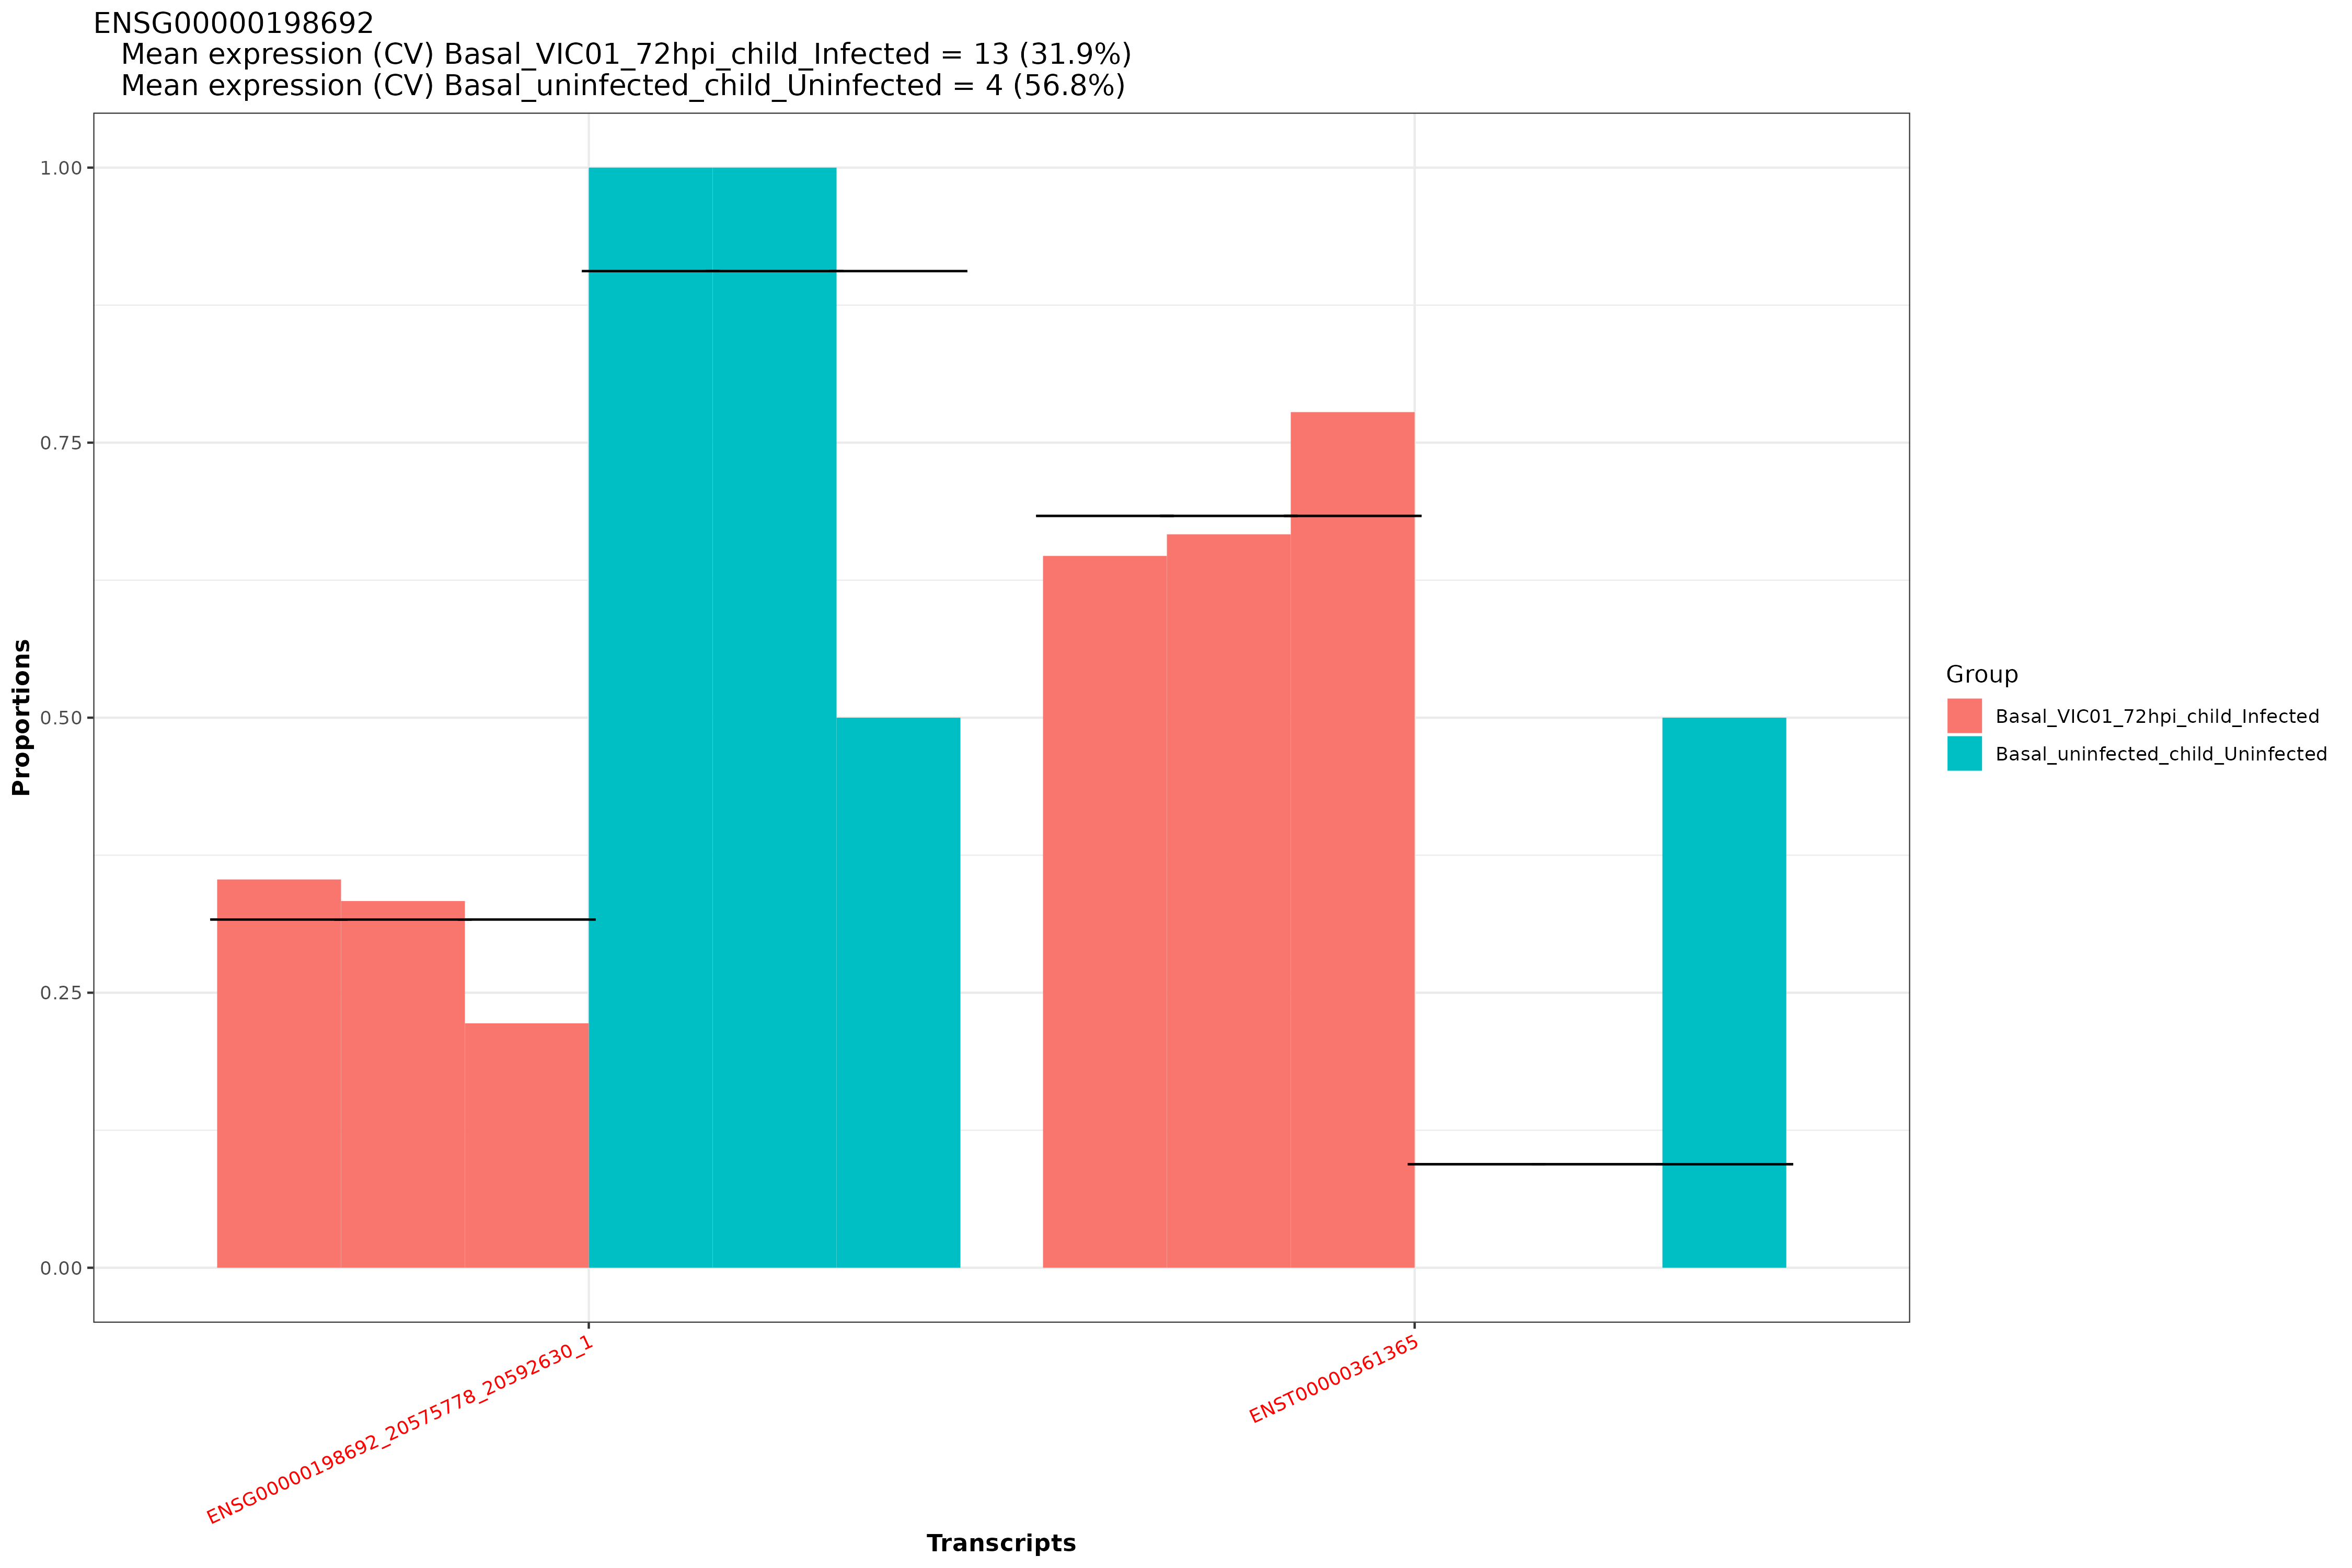 ENSG00000198692
Mean expression (CV) Basal_VIC01_72hpi_child_Infected = 13 (31.9%)
Mean expression (CV) Basal_uninfected_child_Uninfected = 4 (56.8%)
Proportions
1.00
0.75
0.50
0.25
0.00
ENSG00000198692_20575778_20592630_1
ENST00000361365
Transcripts
Group
Basal_VIC01_72hpi_child_Infected
Basal_uninfected_child_Uninfected